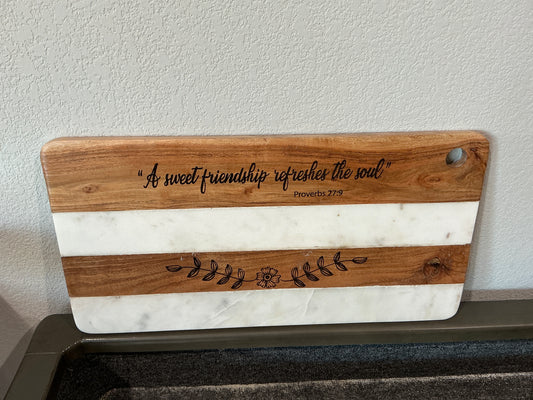 "A sweet friendship refreshes the soul"
Proverbs 27:9